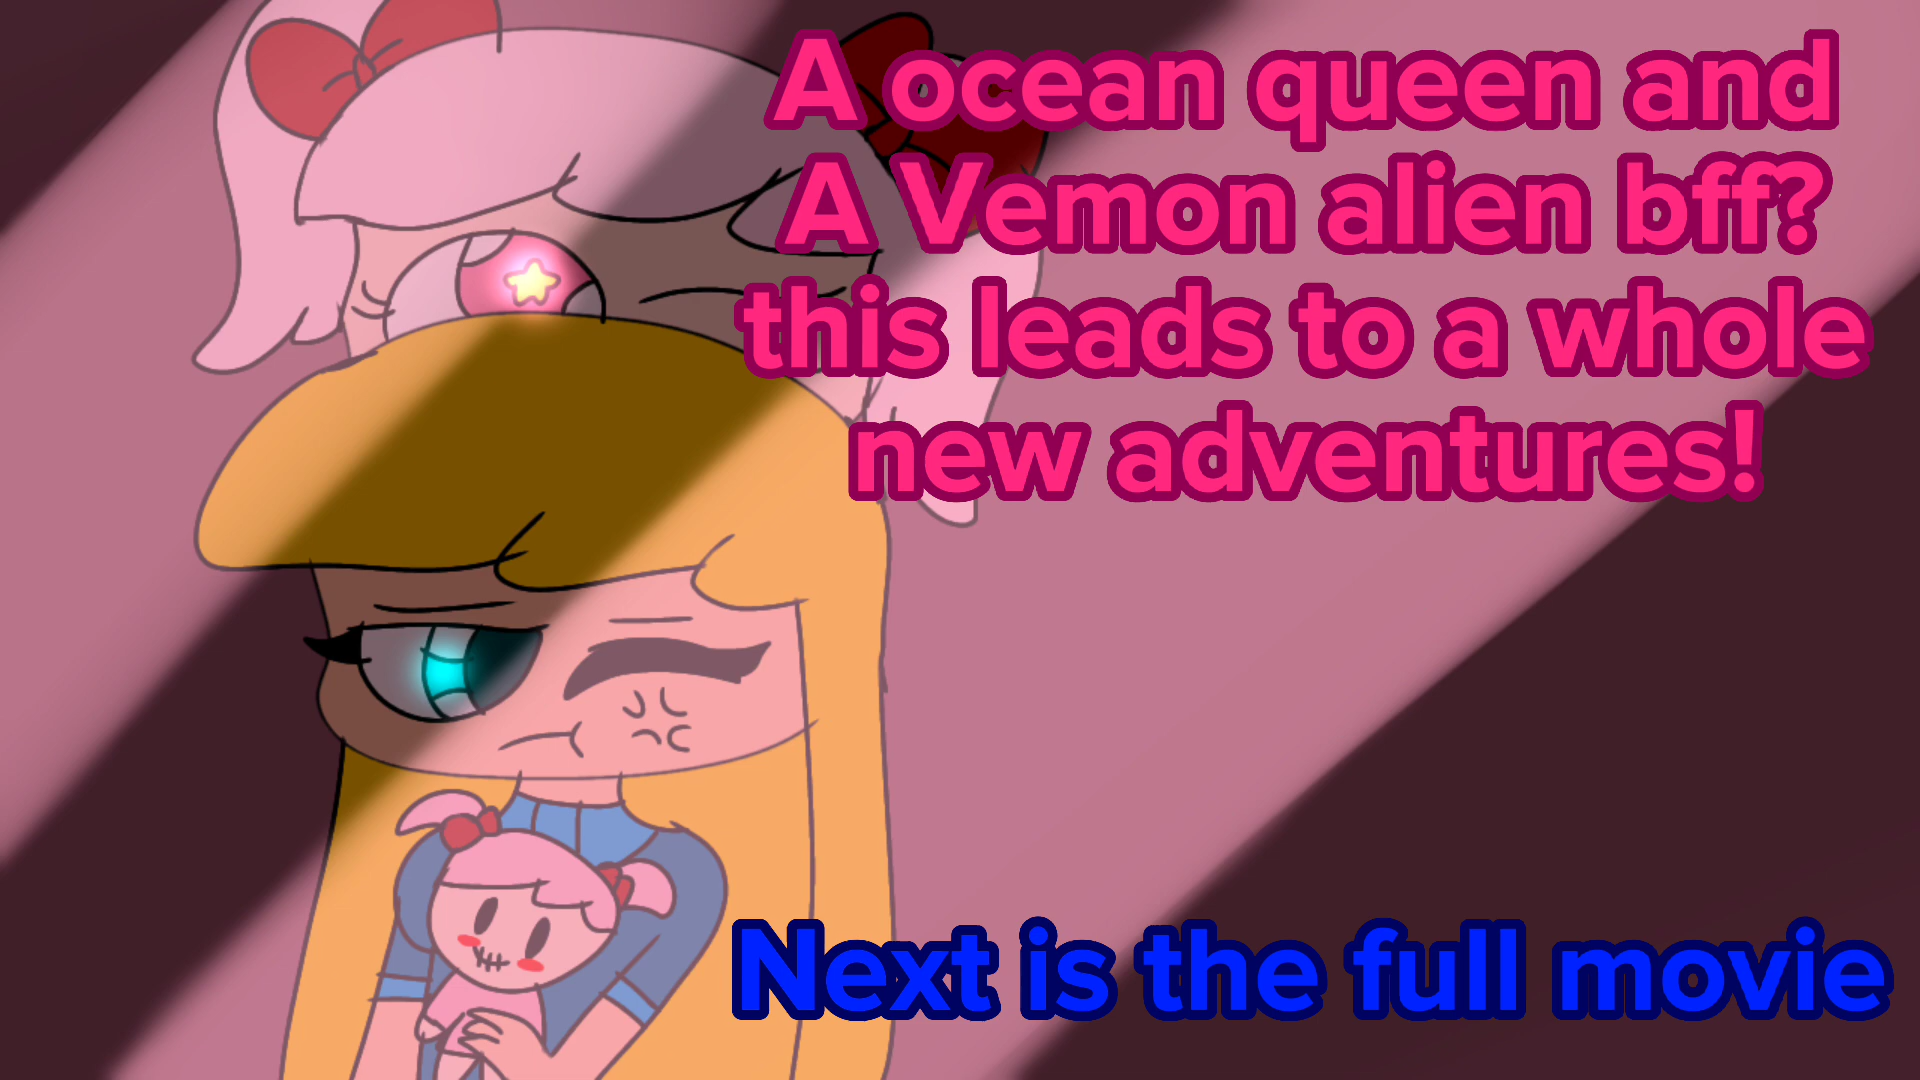 A ocean queen and
A Vemon alien bff?
this leads to a whole
new adventures!
Next is the full movie